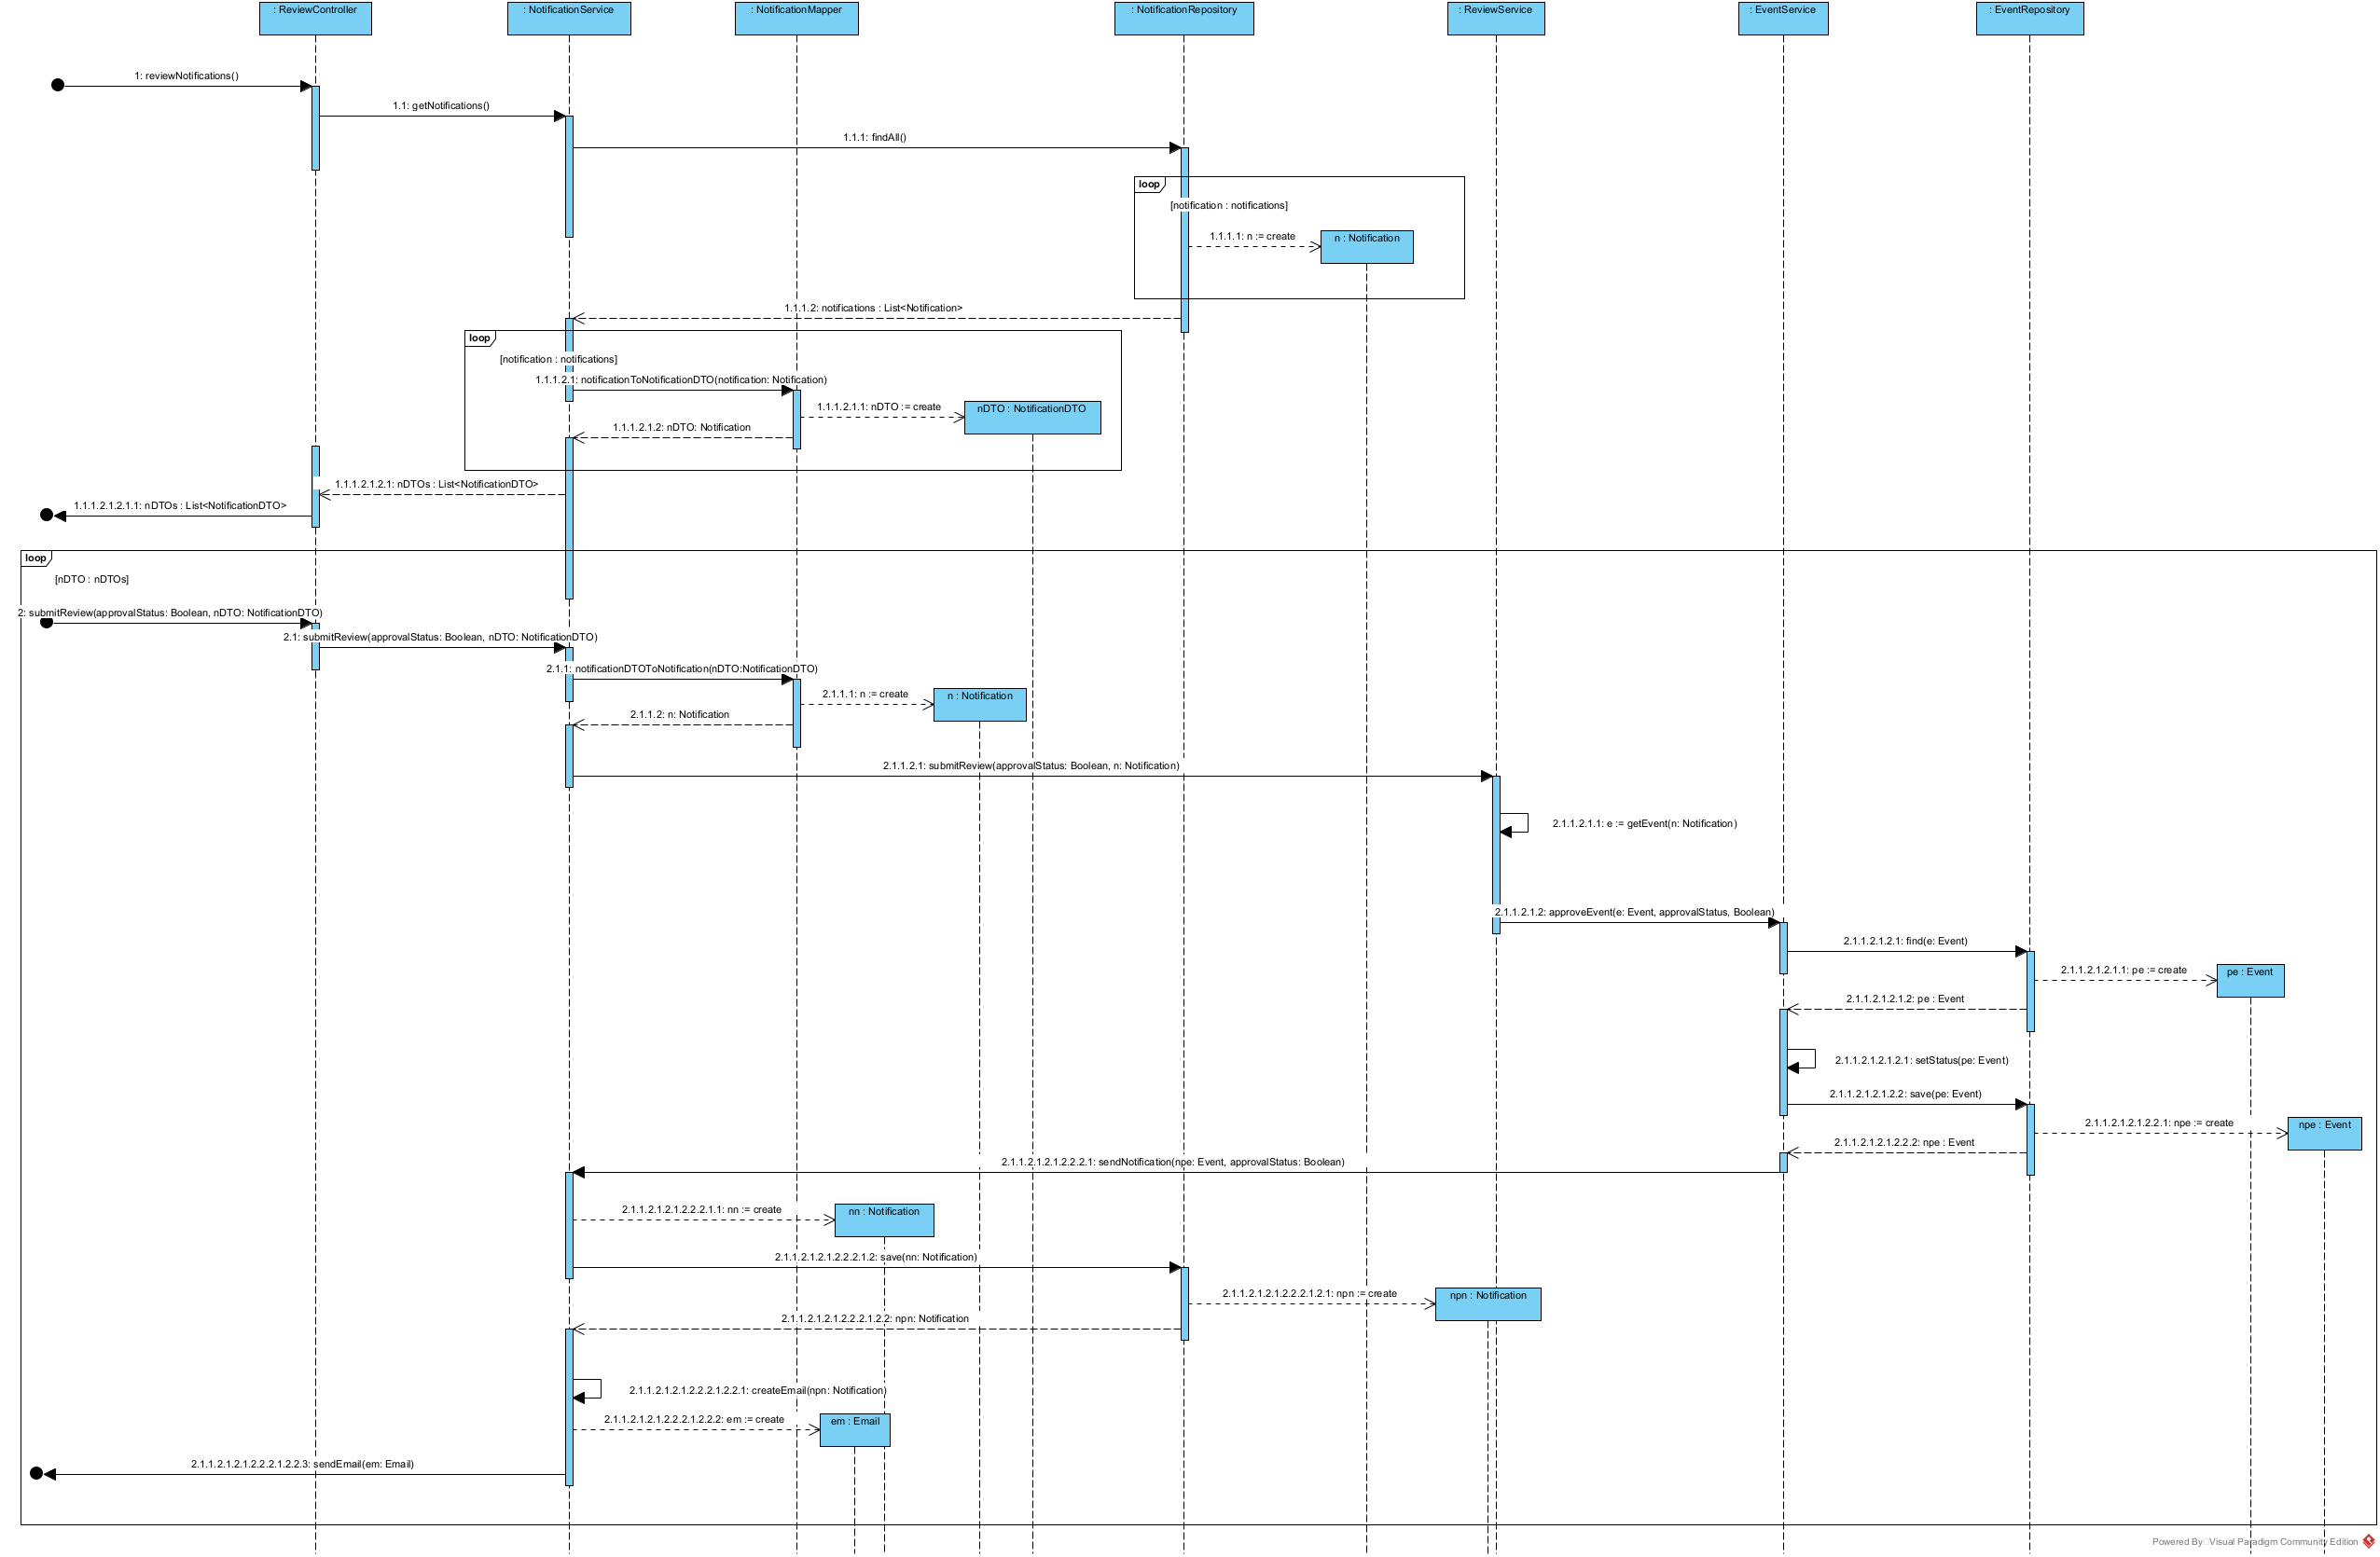 : ReviewController
: NotificationService
: NotificationMapper
: NotificationRepository
: ReviewService
: EventService
: EventRepository
1: reviewNotifications()
1.1: getNotifications()
1.1.1: findAll()
loop
[notification : notifications]
1.1.1.1: n := create
n : Notification
1.1.1.2: notifications : List<Notification>
loop
[notification : notifications]
1.1.1.2.1: notificationToNotificationDTO(notification: Notification)
1.1.1.2.1.1: nDTO := create
nDTO : NotificationDTO
1.1.1.2.1.2: nDTO: Notification
1.1.1.2.1.2.1: nDTOs : List<NotificationDTO>
1.1.1.2.1.2.1.1: nDTOs : List<NotificationDTO>
loop
[nDTO : nDTOs]
2: submitReview(approvalStatus: Boolean, nDTO: NotificationDTO)
2.1: submitReview(approvalStatus: Boolean, nDTO: NotificationDTO)
2.1.1: notificationDTOToNotification(nDTO:NotificationDTO)
2.1.1.1: n := create
n : Notification
2.1.1.2: n: Notification
2.1.1.2.1: submitReview(approvalStatus: Boolean, n: Notification)
2.1.1.2.1.1: e := getEvent(n: Notification)
2.1.1.2.1.2: approveEvent(e: Event, approvalStatus, Boolean)
2.1.1.2.1.2.1: find(e: Event)
2.1.1.2.1.2.1.1: pe := create
pe : Event
2.1.1.2.1.2.1.2: pe : Event
2.1.1.2.1.2.1.2.1: setStatus(pe: Event)
2.1.1.2.1.2.1.2.2: save(pe: Event)
2.1.1.2.1.2.1.2.2.1: npe := create
npe : Event
2.1.1.2.1.2.1.2.2.2: npe : Event
2.1.1.2.1.2.1.2.2.2.1: sendNotification(npe: Event, approvalStatus: Boolean)
2.1.1.2.1.2.1.2.2.2.1.1: nn := create
nn : Notification
2.1.1.2.1.2.1.2.2.2.1.2: save(nn: Notification)
2.1.1.2.1.2.1.2.2.2.1.2.1: npn := create
npn : Notification
2.1.1.2.1.2.1.2.2.2.1.2.2: npn: Notification
2.1.1.2.1.2.1.2.2.2.1.2.2.1: createEmail(npn: Notification)
2.1.1.2.1.2.1.2.2.2.1.2.2.2: em := create
em : Email
2.1.1.2.1.2.1.2.2.2.1.2.2.3: sendEmail(em: Email)
Powered By Visual Paradigm Community Edition